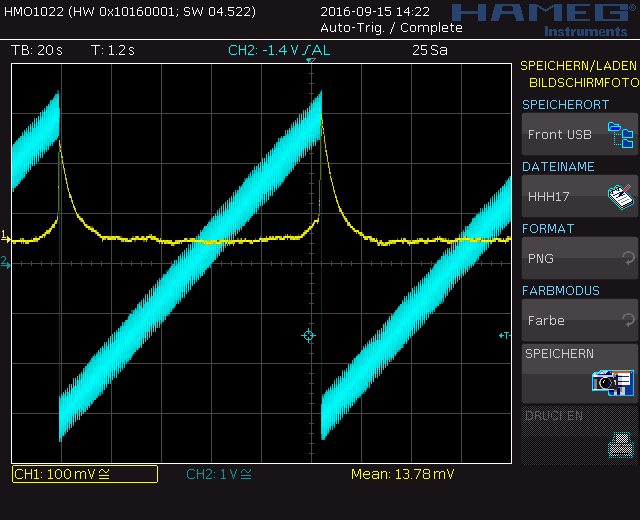 HMO1022 (HW 0x10160001; SW 04.522)
2016-09-15 14:22
HAMEG
Instruments
Auto-Trig. / Complete
TB: 20 s
T: 1.2 s
CH2: -1.4 V / AL
25 Sa
SPEICHERN/LADEN
BILDSCHIRMFOTO
SPEICHERORT
Front USB
DATEINAME
HHH17
FORMAT
PNG
FARBMODUS
Farbe
SPEICHERN
DRUCKEN
1
2
T
CH1: 100 mV ≅
CH2: 1 V ≅
Mean: 13.78 mV